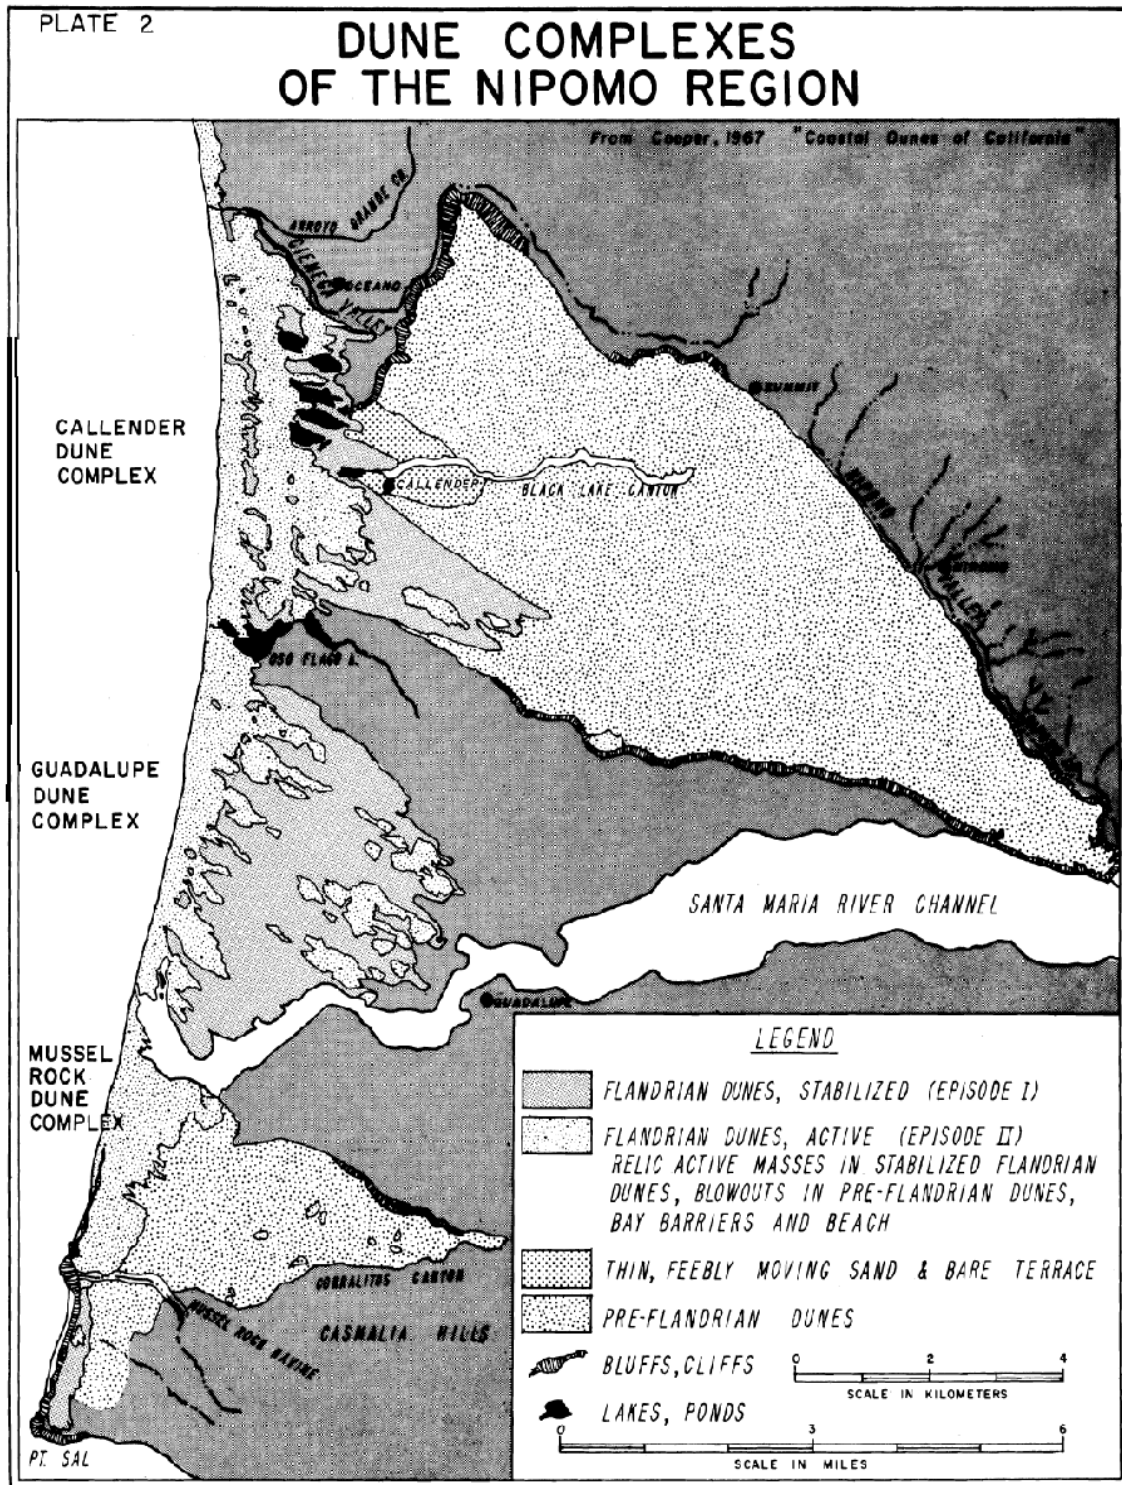 PLATE 2
DUNE COMPLEXES
OF THE NIPOMO REGION
From Cooper, 1967 "Coastal Dunes of California"
ARROYO GRANDE CR.
CIENEGA VALLEY
OCEANO
SUMMIT
CALLENDER
DUNE
COMPLEX
CALLENDER
BLACK LAKE CANYON
NIPOMO VALLEY
NIPOMO
OSO FLACO L.
GUADALUPE
DUNE
COMPLEX
SANTA MARIA RIVER CHANNEL
GUADALUPE
MUSSEL
ROCK
DUNE
COMPLEX
CORRALITOS CANYON
MUSSEL ROCK RAVINE
CASMALIA HILLS
PT. SAL
LEGEND
FLANDRIAN DUNES, STABILIZED (EPISODE I)
FLANDRIAN DUNES, ACTIVE (EPISODE II)
RELIC ACTIVE MASSES IN STABILIZED FLANDRIAN
DUNES, BLOWOUTS IN PRE-FLANDRIAN DUNES,
BAY BARRIERS AND BEACH
THIN, FEEBLY MOVING SAND & BARE TERRACE
PRE-FLANDRIAN DUNES
BLUFFS, CLIFFS
LAKES, PONDS
0 2 4
SCALE IN KILOMETERS
0 3 6
SCALE IN MILES